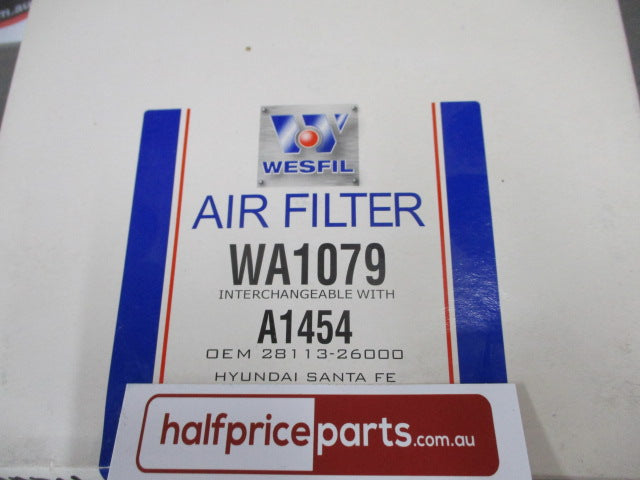 WESFIL
AIR FILTER
WA1079
INTERCHANGEABLE WITH
A1454
OEM 28113-26000
HYUNDAI SANTA FE
halfpriceparts.com.au